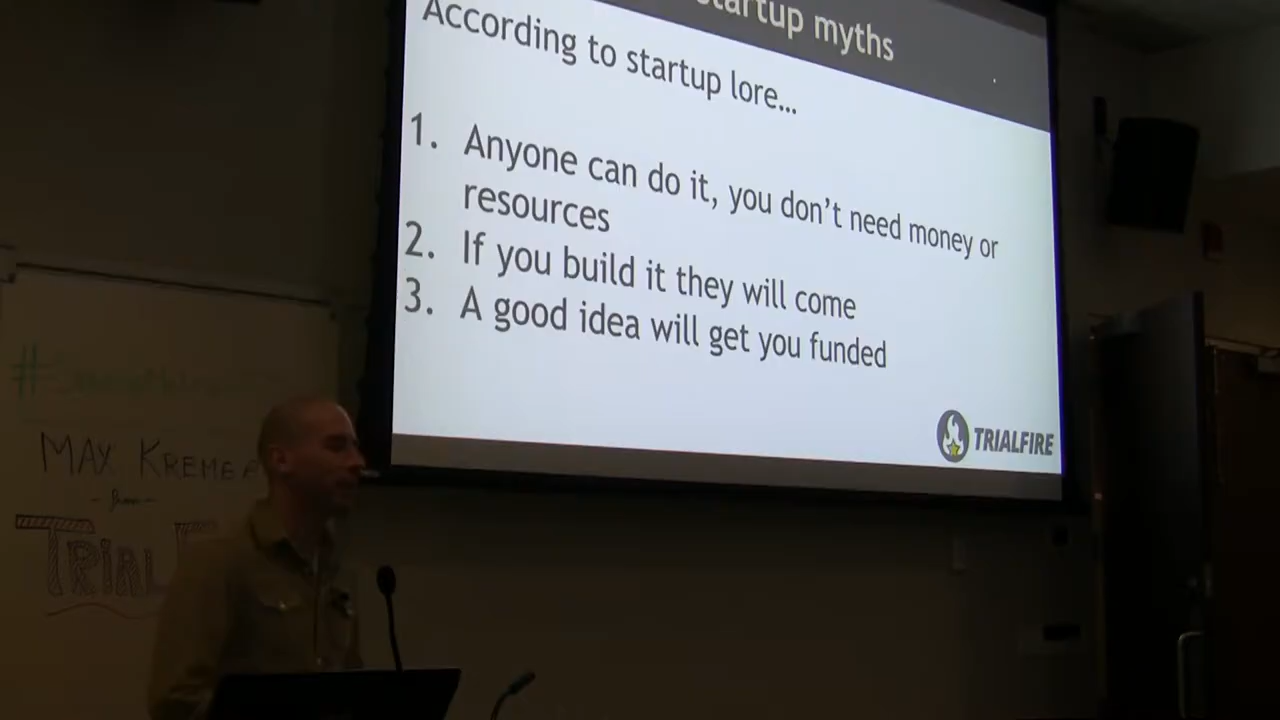 startup myths
According to startup lore...
1. Anyone can do it, you don't need money or
resources
2. If you build it they will come
3. A good idea will get you funded
TRIALFIRE
MAX KREME
TRIAL